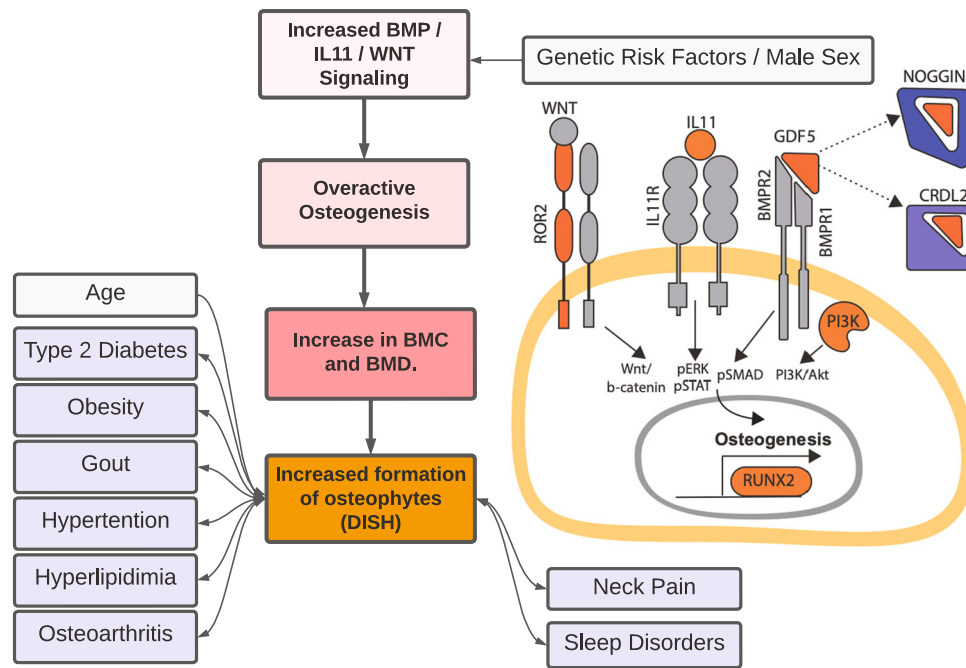 Increased BMP /
IL11 / WNT
Signaling
Genetic Risk Factors / Male Sex
Overactive
Osteogenesis
Increase in BMC
and BMD.
Increased formation
of osteophytes
(DISH)
Age
Type 2 Diabetes
Obesity
Gout
Hypertention
Hyperlipidimia
Osteoarthritis
Neck Pain
Sleep Disorders
WNT
ROR2
IL11
IL11R
GDF5
BMPR2
BMPR1
NOGGIN
CRDL2
PI3K
Wnt/
b-catenin
pERK
pSTAT
pSMAD
PI3K/Akt
Osteogenesis
RUNX2